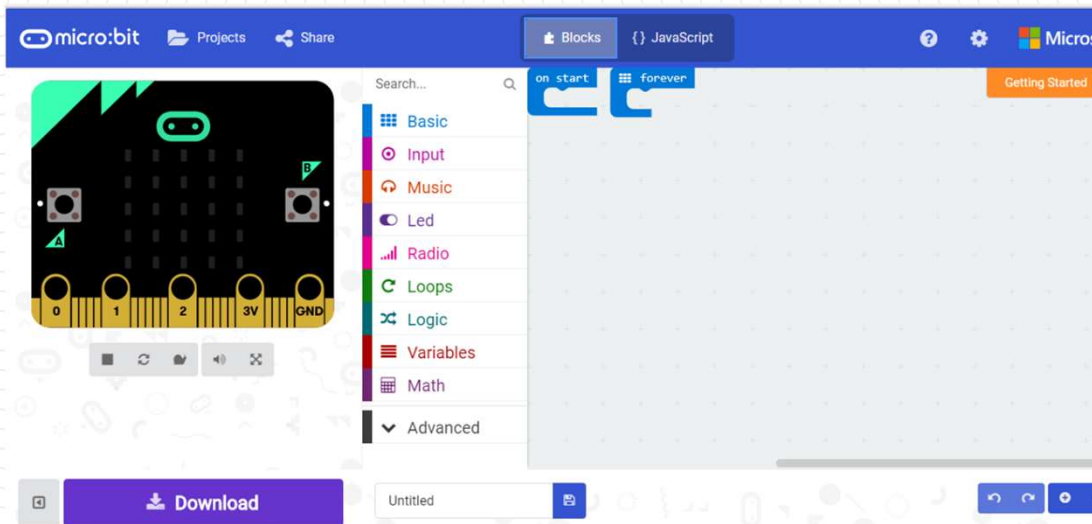 micro:bit Projects Share Blocks {} JavaScript ? Micros
Search...
on start forever
Getting Started
Basic
Input
Music
Led
Radio
Loops
Logic
Variables
Math
Advanced
B
A
0 1 2 3V GND
Download
Untitled